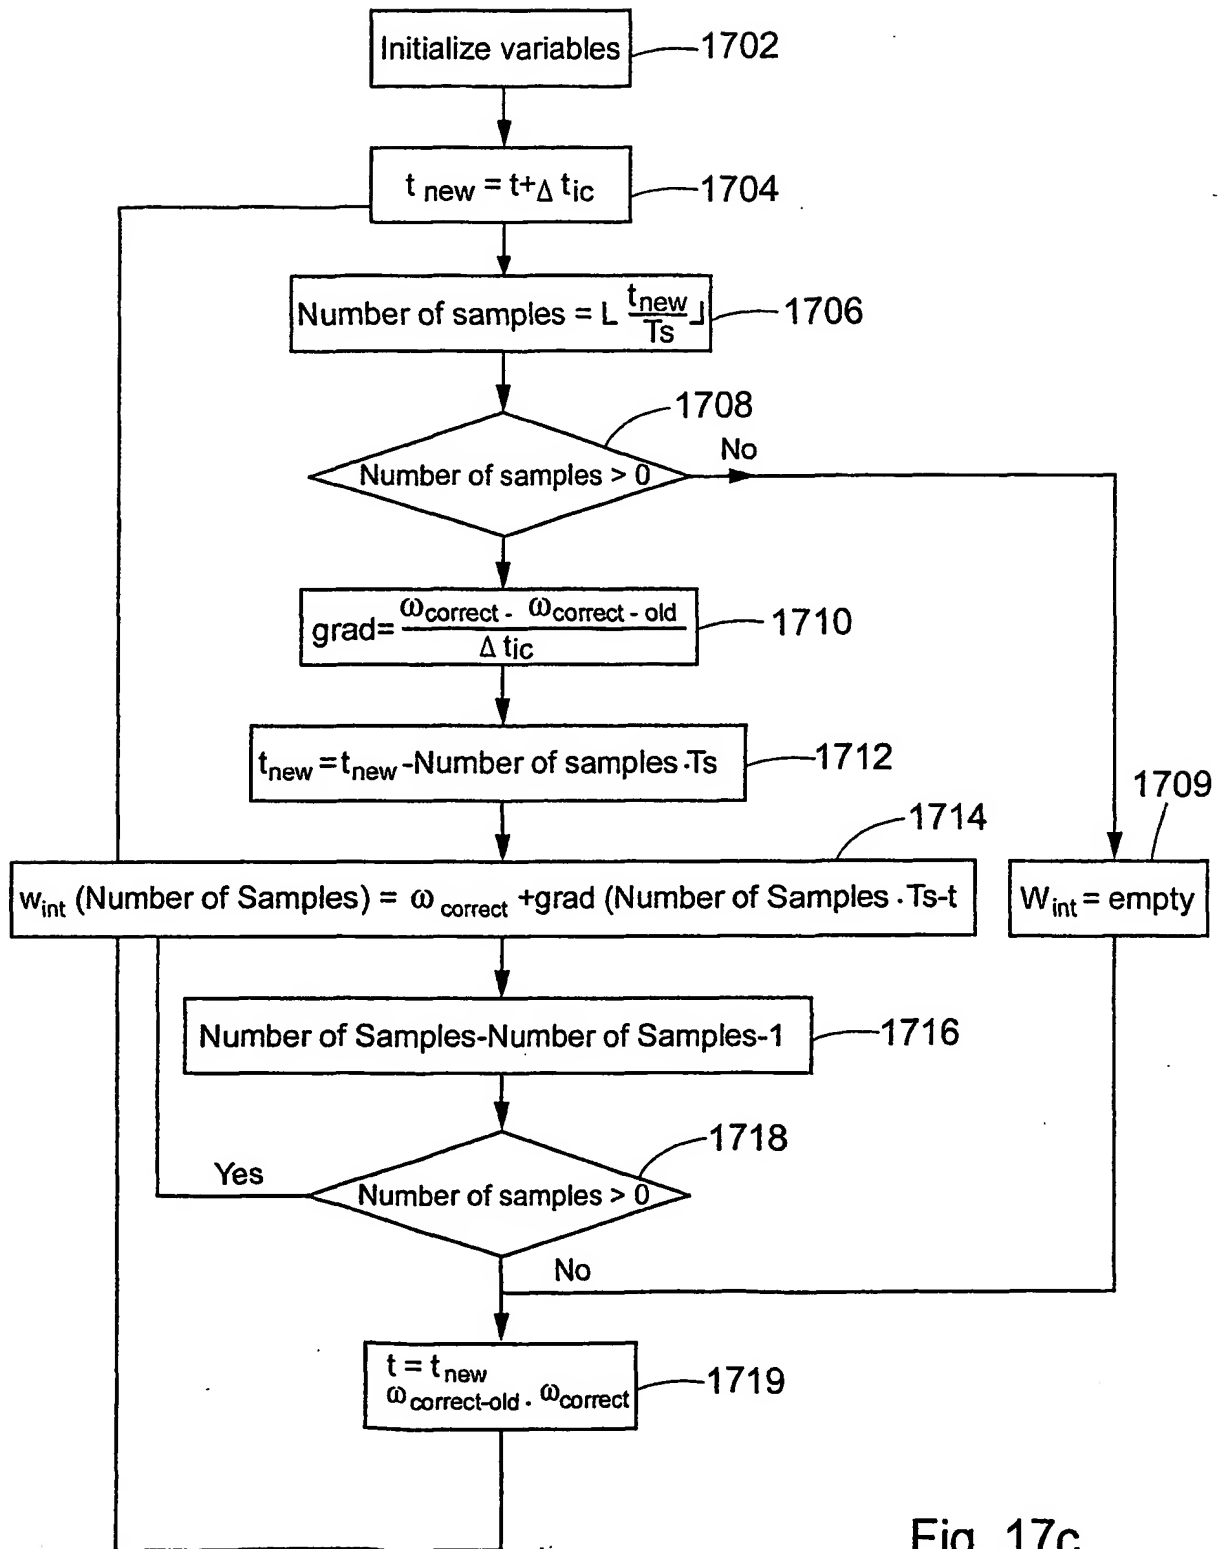 Initialize variables
1702
t new = t+Δ tic
1704
Number of samples = L tnew/Ts ⌋
1706
1708
Number of samples > 0
No
grad= ωcorrect - ωcorrect - old / Δ tic
1710
tnew = tnew -Number of samples .Ts
1712
1709
1714
wint (Number of Samples) = ω correct +grad (Number of Samples . Ts-t
Wint = empty
Number of Samples-Number of Samples-1
1716
1718
Yes
Number of samples > 0
No
t = tnew
ωcorrect-old . ωcorrect
1719
Fig. 17c